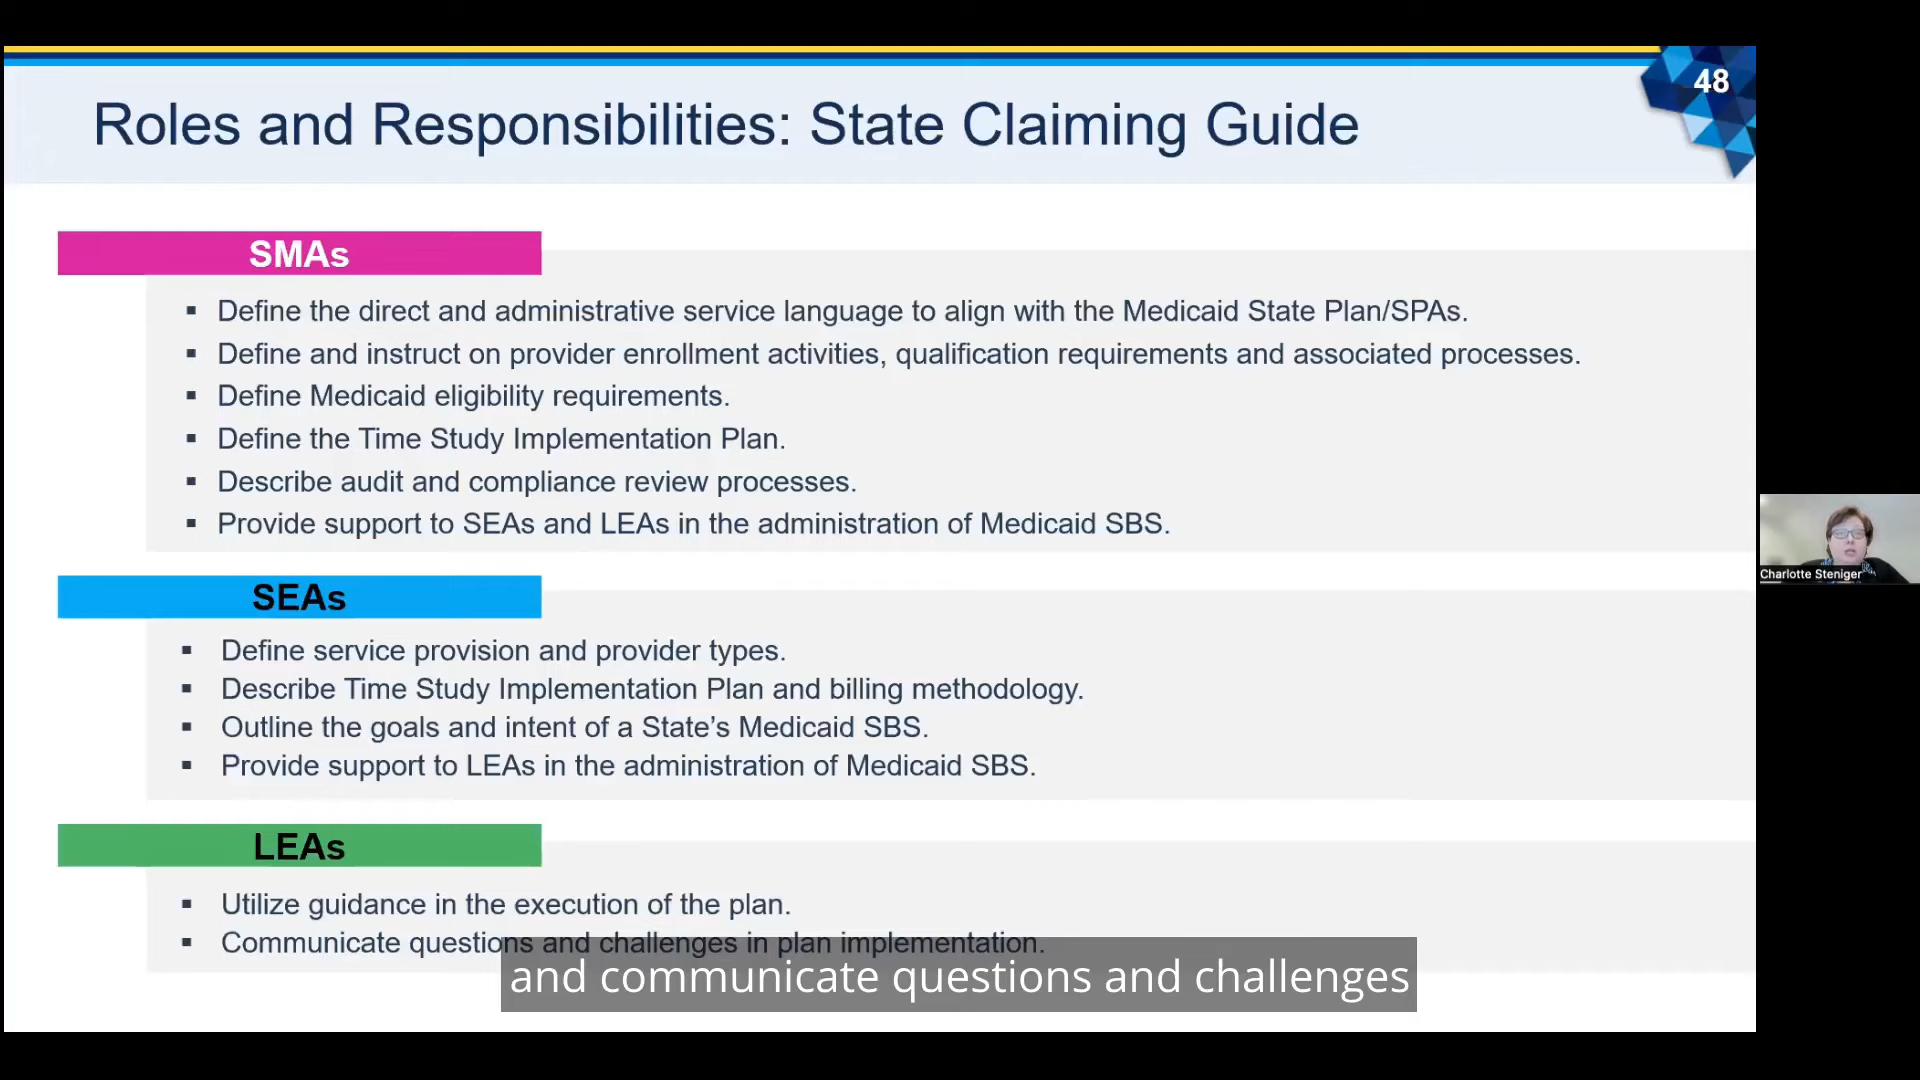 48
Roles and Responsibilities: State Claiming Guide
SMAs
▪ Define the direct and administrative service language to align with the Medicaid State Plan/SPAs.
▪ Define and instruct on provider enrollment activities, qualification requirements and associated processes.
▪ Define Medicaid eligibility requirements.
▪ Define the Time Study Implementation Plan.
▪ Describe audit and compliance review processes.
▪ Provide support to SEAs and LEAs in the administration of Medicaid SBS.
SEAs
▪ Define service provision and provider types.
▪ Describe Time Study Implementation Plan and billing methodology.
▪ Outline the goals and intent of a State’s Medicaid SBS.
▪ Provide support to LEAs in the administration of Medicaid SBS.
LEAs
▪ Utilize guidance in the execution of the plan.
▪ Communicate questions and challenges in plan implementation.
and communicate questions and challenges
Charlotte Steniger